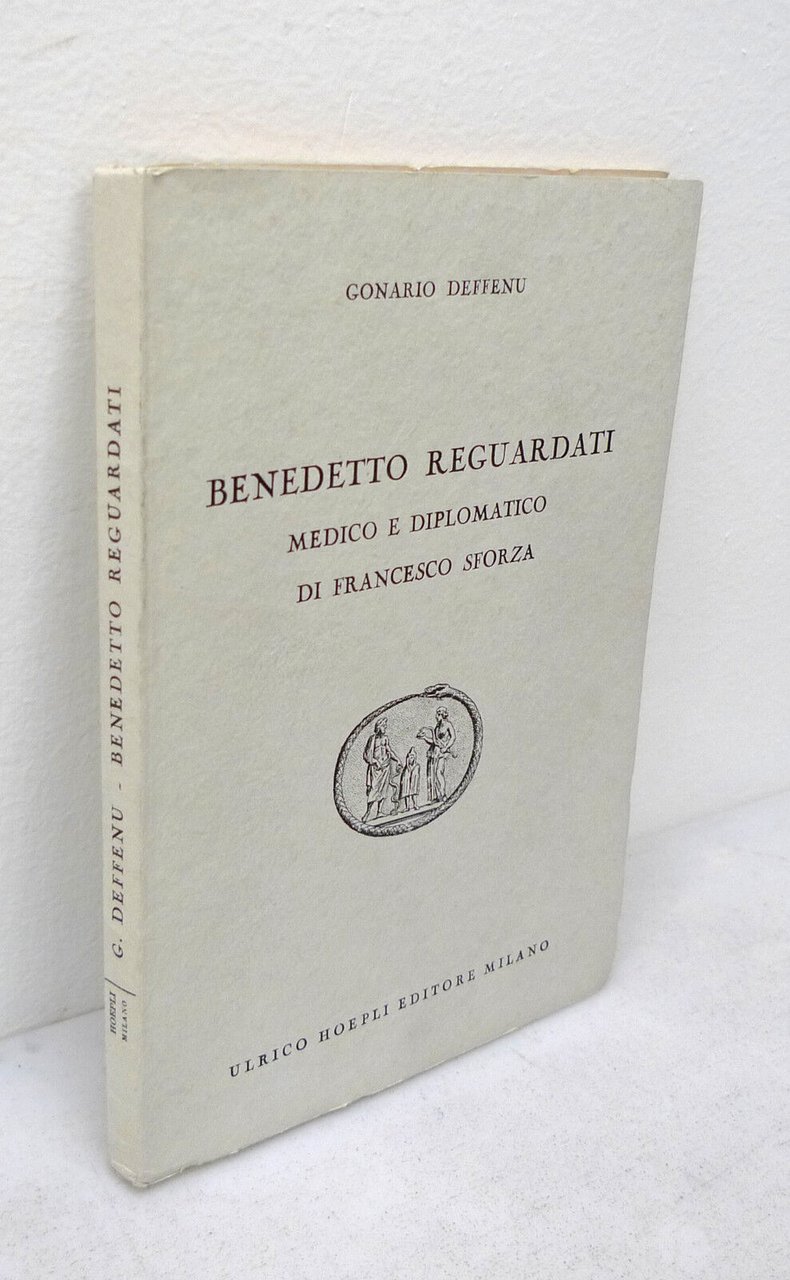 GONARIO DEFFENU
BENEDETTO REGUARDATI
MEDICO E DIPLOMATICO
DI FRANCESCO SFORZA
ULRICO HOEPLI EDITORE MILANO
G. DEFFENU - BENEDETTO REGUARDATI
HOEPLI
MILANO